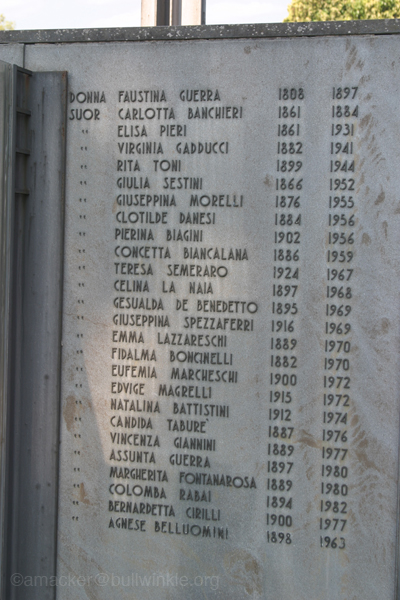 DONNA FAUSTINA GUERRA 1808 1897
SUOR CARLOTTA BANCHIERI 1861 1884
" ELISA PIERI 1861 1931
" VIRGINIA GADDUCCI 1882 1941
" RITA TONI 1899 1944
" GIULIA SESTINI 1866 1952
" GIUSEPPINA MORELLI 1876 1955
" CLOTILDE DANESI 1884 1956
" PIERINA BIAGINI 1902 1956
" CONCETTA BIANCALANA 1886 1959
" TERESA SEMERARO 1924 1967
" CELINA LA NAIA 1897 1968
" GESUALDA DE BENEDETTO 1895 1969
" GIUSEPPINA SPEZZAFERRI 1916 1969
" EMMA LAZZARESCHI 1889 1970
" FIDALMA BONCINELLI 1882 1970
" EUFEMIA MARCHESCHI 1900 1972
" EDVIGE MAGRELLI 1915 1972
" NATALINA BATTISTINI 1912 1974
" CANDIDA TABURE' 1887 1976
" VINCENZA GIANNINI 1889 1977
" ASSUNTA GUERRA 1897 1980
" MARGHERITA FONTANAROSA 1889 1980
" COLOMBA RABAI 1894 1982
" BERNARDETTA CIRILLI 1900 1977
" AGNESE BELLUOMINI 1898 1963
©amacker@bullwinkle.org